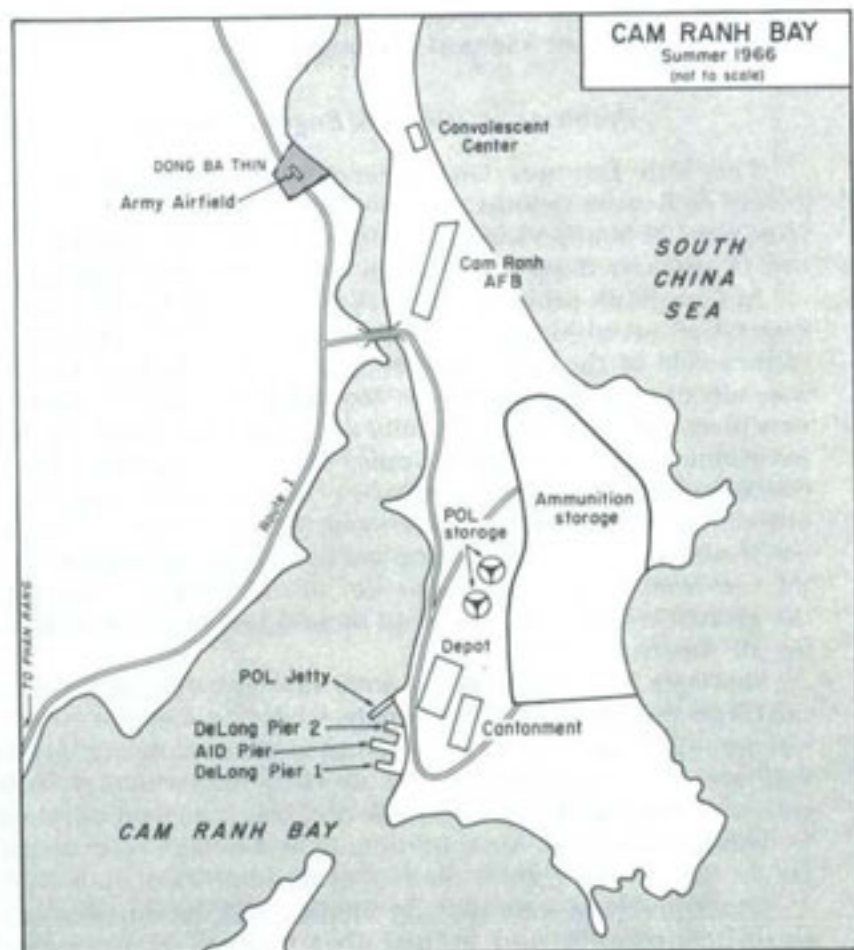 CAM RANH BAY
Summer 1966
(not to scale)
Convalescent
Center
DONG BA THIN
Army Airfield
SOUTH
CHINA
SEA
Cam Ranh
AFB
Route 1
POL
storage
Ammunition
storage
TO PHAN RANG
Depot
POL Jetty
DeLong Pier 2
AID Pier
DeLong Pier 1
Cantonment
CAM RANH BAY